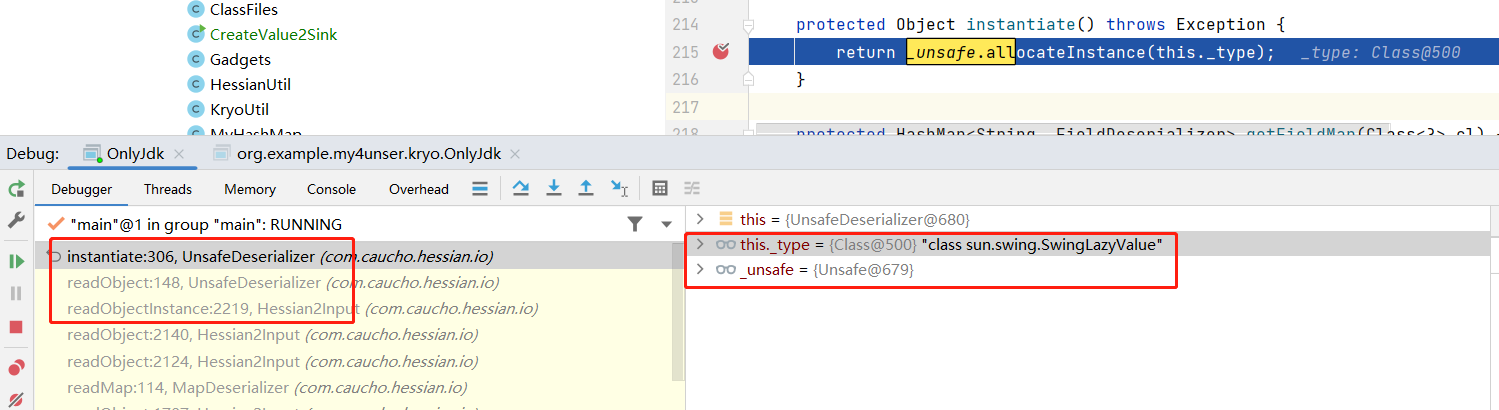 ClassFiles
CreateValue2Sink
Gadgets
HessianUtil
KryoUtil
MyHashMap
214 protected Object instantiate() throws Exception {
215 return _unsafe.allocateInstance(this._type); _type: Class@500
216 }
217
218 protected HashMap<String, FieldDeserializer> getFieldMap(Class<?> cl) {
Debug: OnlyJdk × org.example.my4unser.kryo.OnlyJdk ×
Debugger Threads Memory Console Overhead
"main"@1 in group "main": RUNNING
instantiate:306, UnsafeDeserializer (com.caucho.hessian.io)
readObject:148, UnsafeDeserializer (com.caucho.hessian.io)
readObjectInstance:2219, Hessian2Input (com.caucho.hessian.io)
readObject:2140, Hessian2Input (com.caucho.hessian.io)
readObject:2124, Hessian2Input (com.caucho.hessian.io)
readMap:114, MapDeserializer (com.caucho.hessian.io)
this = {UnsafeDeserializer@680}
this._type = {Class@500} "class sun.swing.SwingLazyValue"
_unsafe = {Unsafe@679}